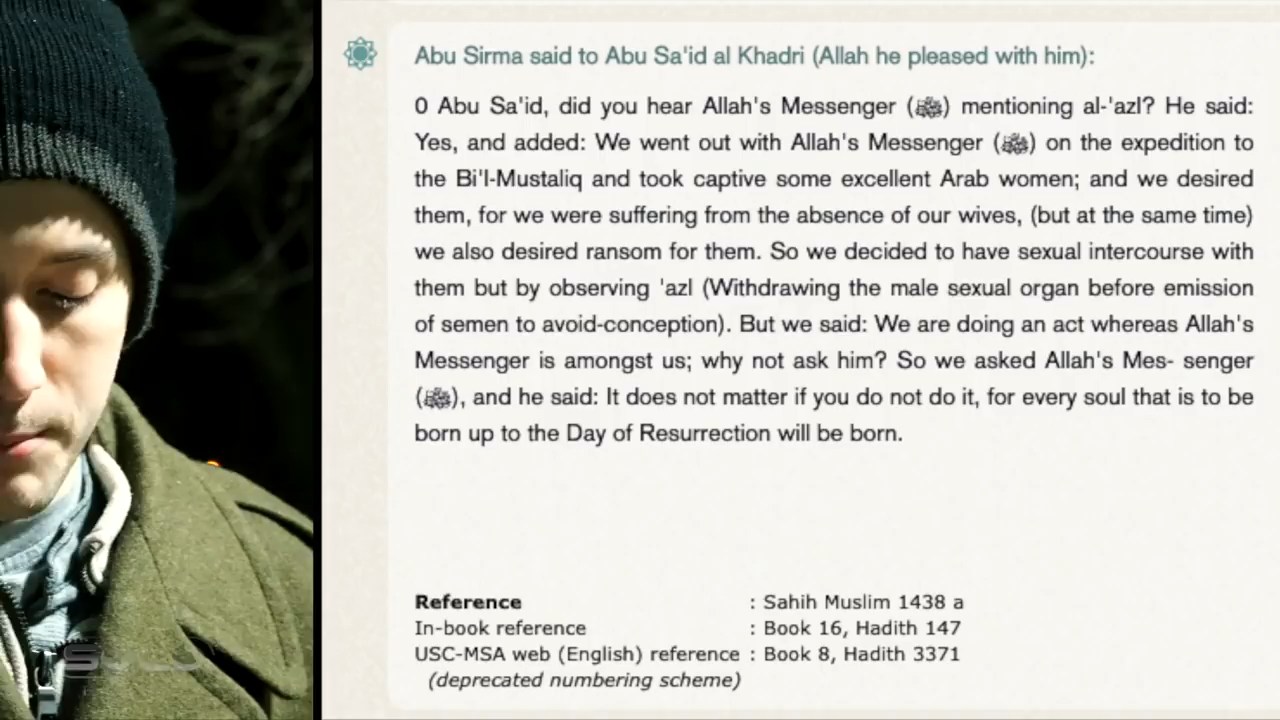 Abu Sirma said to Abu Sa'id al Khadri (Allah he pleased with him):
0 Abu Sa'id, did you hear Allah's Messenger (ﷺ) mentioning al-'azl? He said:
Yes, and added: We went out with Allah's Messenger (ﷺ) on the expedition to
the Bi'l-Mustaliq and took captive some excellent Arab women; and we desired
them, for we were suffering from the absence of our wives, (but at the same time)
we also desired ransom for them. So we decided to have sexual intercourse with
them but by observing 'azl (Withdrawing the male sexual organ before emission
of semen to avoid-conception). But we said: We are doing an act whereas Allah's
Messenger is amongst us; why not ask him? So we asked Allah's Mes- senger
(ﷺ), and he said: It does not matter if you do not do it, for every soul that is to be
born up to the Day of Resurrection will be born.
Reference : Sahih Muslim 1438 a
In-book reference : Book 16, Hadith 147
USC-MSA web (English) reference : Book 8, Hadith 3371
(deprecated numbering scheme)